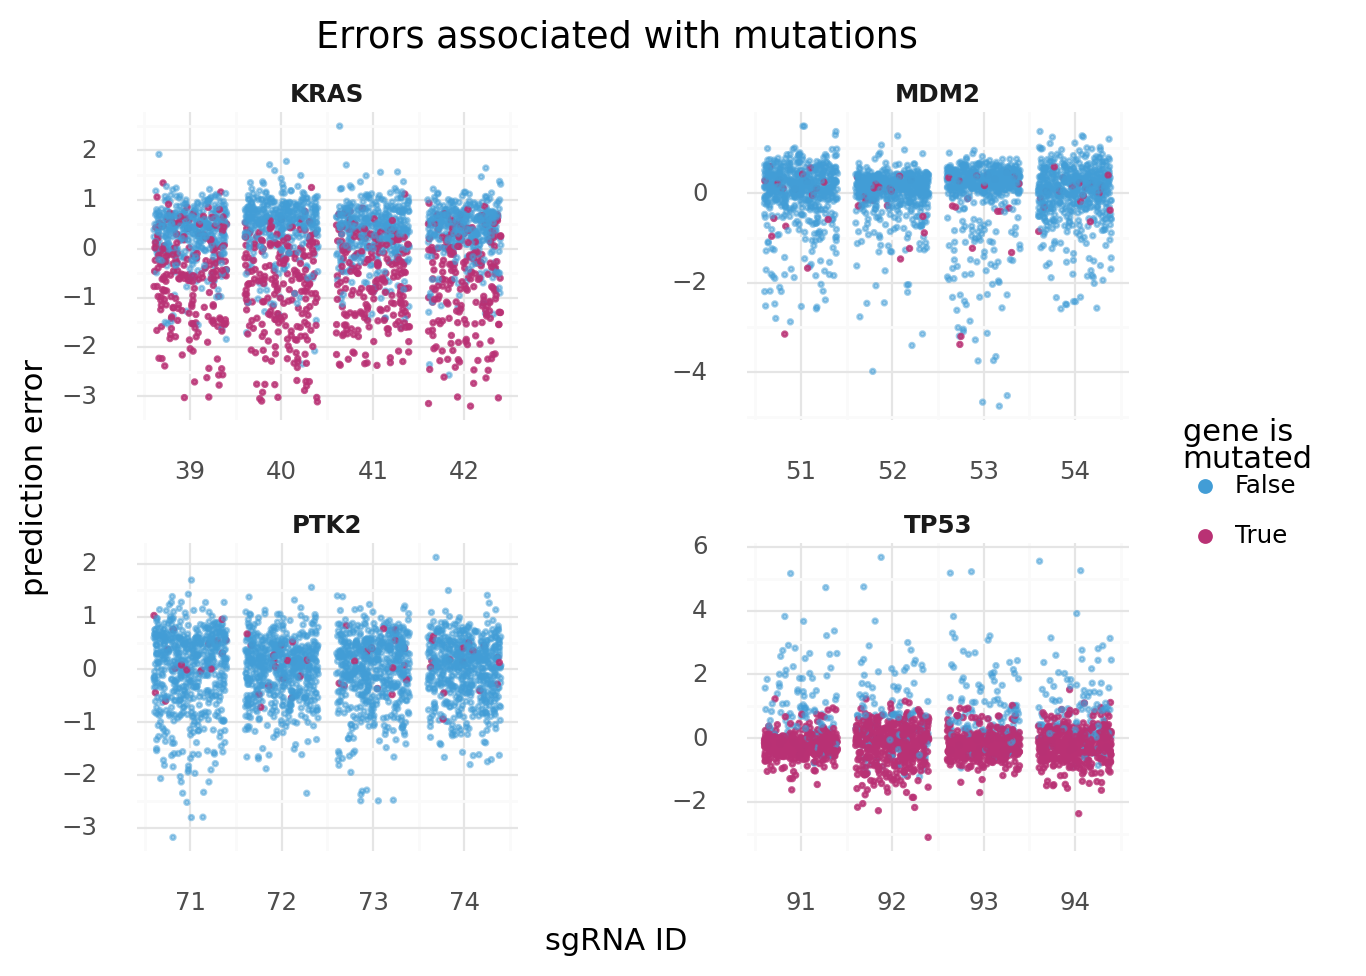 Errors associated with mutations
KRAS
MDM2
2
1
0
−1
−2
−3
0
−2
−4
39 40 41 42
51 52 53 54
prediction error
gene is
mutated
False
True
PTK2
TP53
2
1
0
−1
−2
−3
6
4
2
0
−2
71 72 73 74
91 92 93 94
sgRNA ID